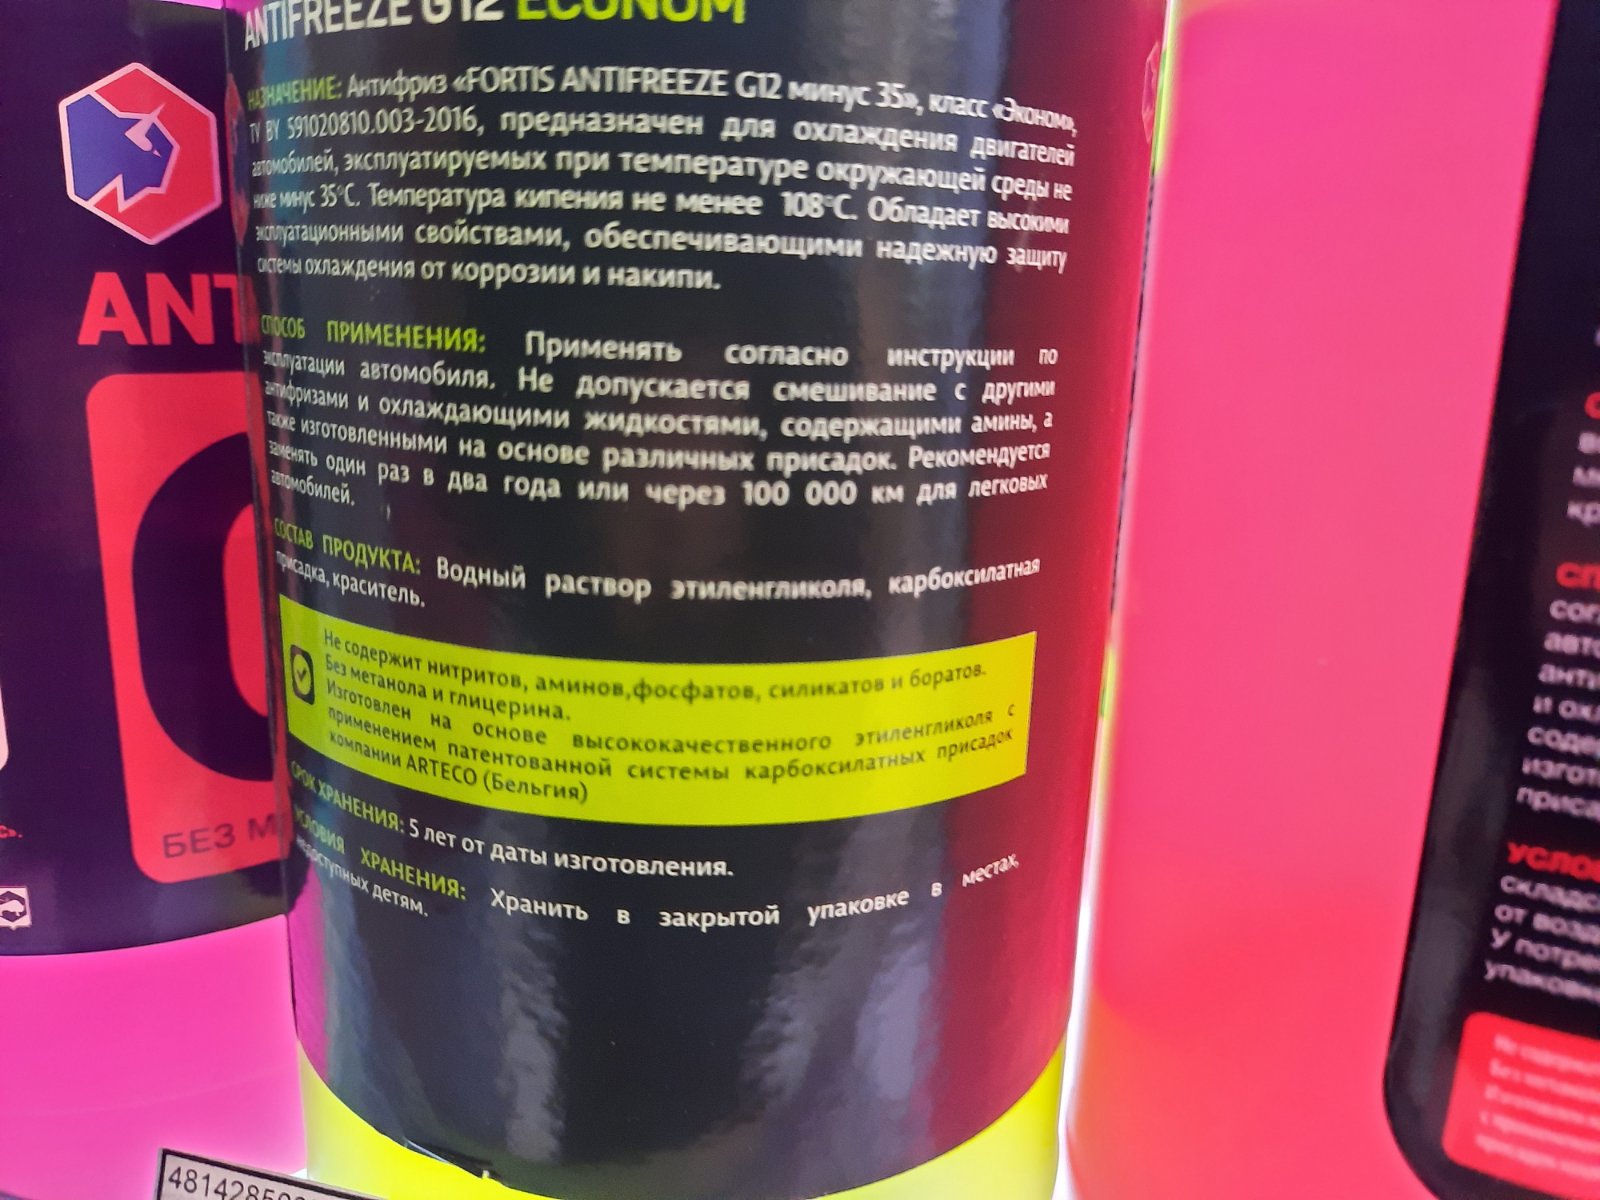 ANTIFREEZE G12 ECONOM
НАЗНАЧЕНИЕ: Антифриз «FORTIS ANTIFREEZE G12 минус 35», класс «Эконом»,
TУ BY 591020810.003-2016, предназначен для охлаждения двигателей
автомобилей, эксплуатируемых при температуре окружающей среды не
ниже минус 35°С. Температура кипения не менее 108°С. Обладает высокими
эксплуатационными свойствами, обеспечивающими надежную защиту
системы охлаждения от коррозии и накипи.
СПОСОБ ПРИМЕНЕНИЯ: Применять согласно инструкции по
эксплуатации автомобиля. Не допускается смешивание с другими
антифризами и охлаждающими жидкостями, содержащими амины, а
также изготовленными на основе различных присадок. Рекомендуется
заменять один раз в два года или через 100 000 км для легковых
автомобилей.
СОСТАВ ПРОДУКТА: Водный раствор этиленгликоля, карбоксилатная
присадка, краситель.
Не содержит нитритов, аминов,фосфатов, силикатов и боратов.
Без метанола и глицерина.
Изготовлен на основе высококачественного этиленгликоля с
применением патентованной системы карбоксилатных присадок
компании ARTECO (Бельгия)
СРОК ХРАНЕНИЯ: 5 лет от даты изготовления.
УСЛОВИЯ ХРАНЕНИЯ: Хранить в закрытой упаковке в местах,
недоступных детям.
ANT
БЕЗ М